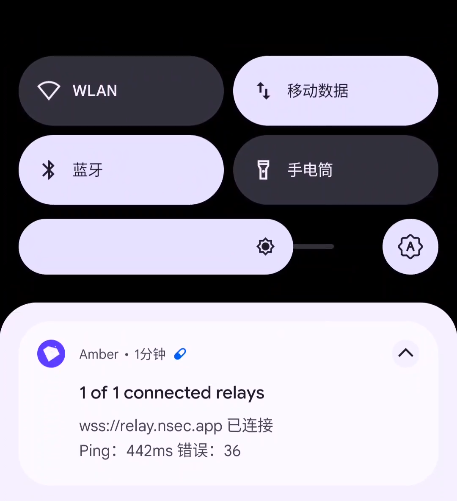 WLAN
移动数据
蓝牙
手电筒
A
Amber • 1分钟
1 of 1 connected relays
wss://relay.nsec.app 已连接
Ping：442ms 错误：36